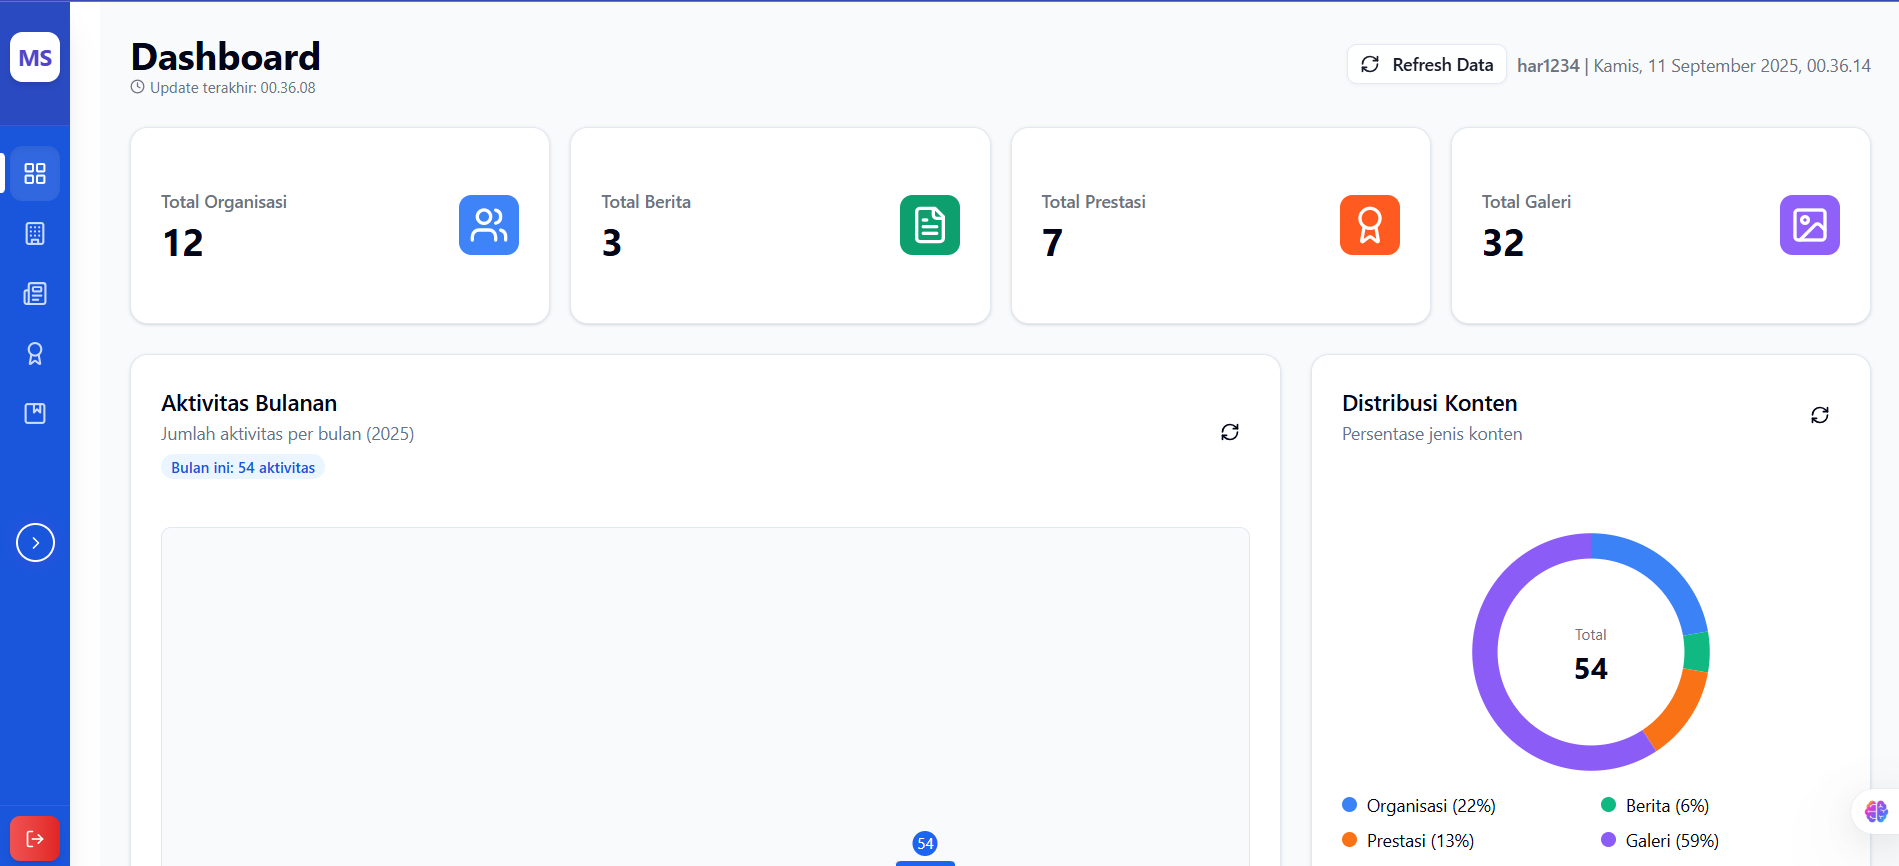 MS
Dashboard
Update terakhir: 00.36.08
Refresh Data
har1234 | Kamis, 11 September 2025, 00.36.14
Total Organisasi
12
Total Berita
3
Total Prestasi
7
Total Galeri
32
Aktivitas Bulanan
Jumlah aktivitas per bulan (2025)
Bulan ini: 54 aktivitas
54
Distribusi Konten
Persentase jenis konten
Total
54
Organisasi (22%)
Berita (6%)
Prestasi (13%)
Galeri (59%)